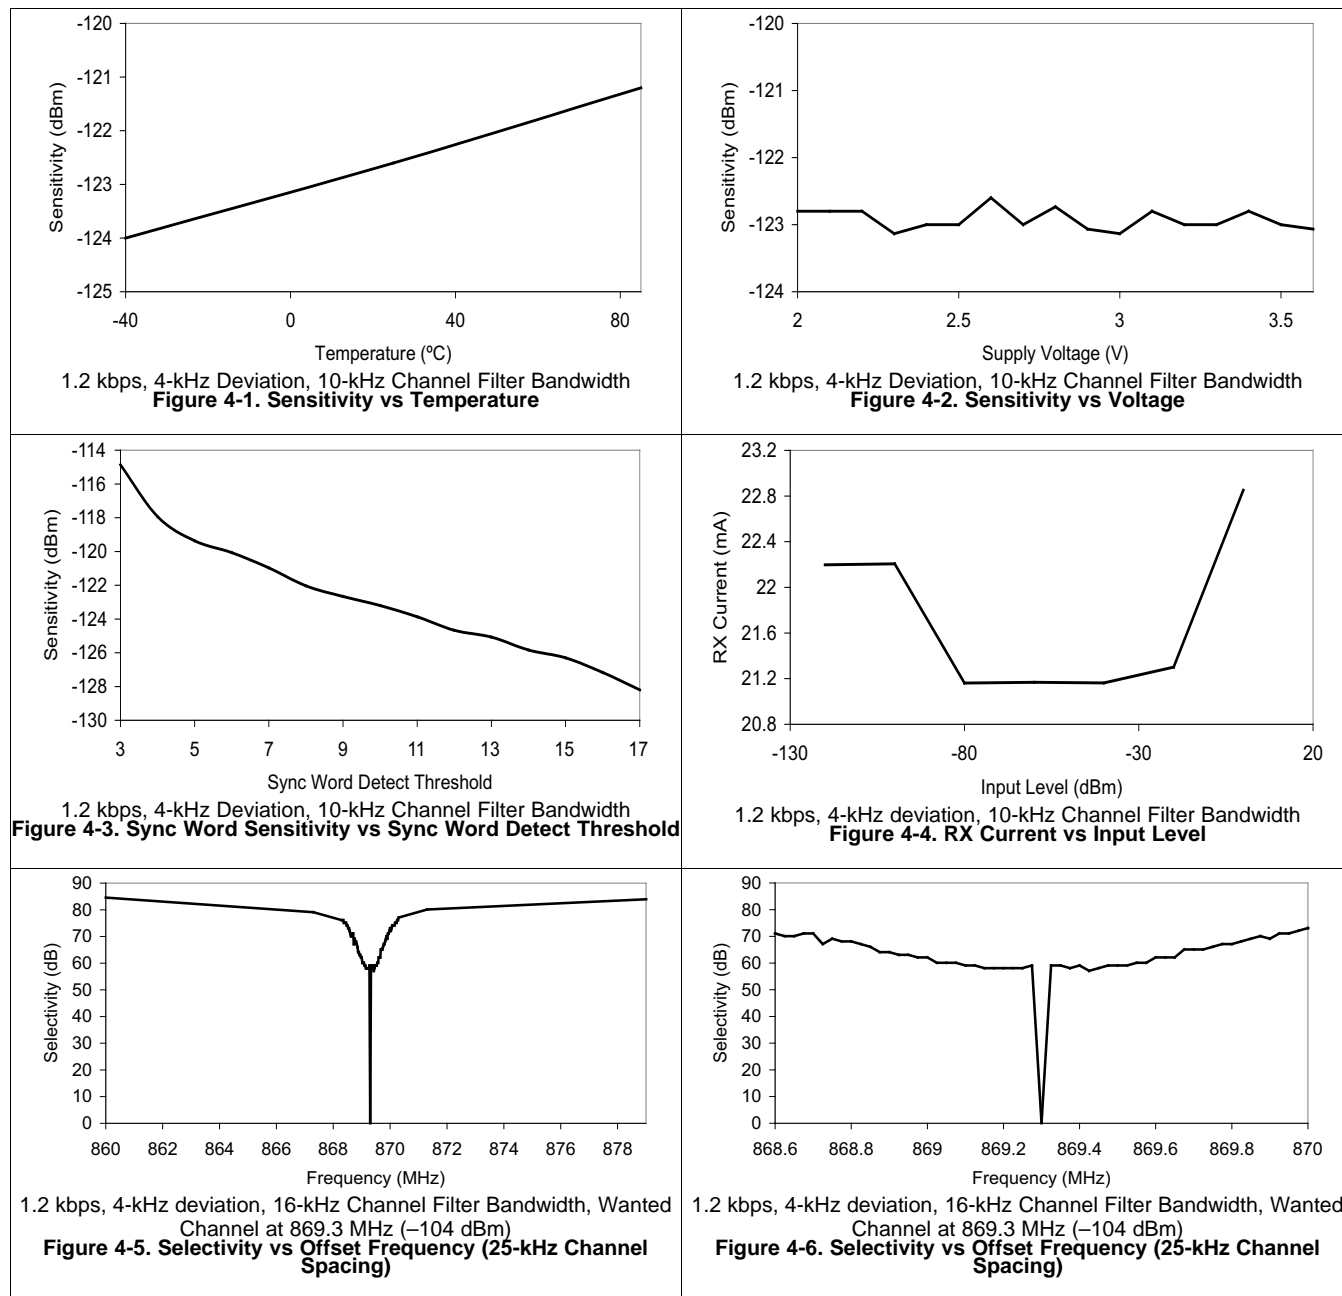 -120
-121
-122
-123
-124
-125
Sensitivity (dBm)
-40 0 40 80
Temperature (ºC)
1.2 kbps, 4-kHz Deviation, 10-kHz Channel Filter Bandwidth
Figure 4-1. Sensitivity vs Temperature
-120
-121
-122
-123
-124
Sensitivity (dBm)
2 2.5 3 3.5
Supply Voltage (V)
1.2 kbps, 4-kHz Deviation, 10-kHz Channel Filter Bandwidth
Figure 4-2. Sensitivity vs Voltage
-114
-116
-118
-120
-122
-124
-126
-128
-130
Sensitivity (dBm)
3 5 7 9 11 13 15 17
Sync Word Detect Threshold
1.2 kbps, 4-kHz Deviation, 10-kHz Channel Filter Bandwidth
Figure 4-3. Sync Word Sensitivity vs Sync Word Detect Threshold
23.2
22.8
22.4
22
21.6
21.2
20.8
RX Current (mA)
-130 -80 -30 20
Input Level (dBm)
1.2 kbps, 4-kHz deviation, 10-kHz Channel Filter Bandwidth
Figure 4-4. RX Current vs Input Level
90
80
70
60
50
40
30
20
10
0
Selectivity (dB)
860 862 864 866 868 870 872 874 876 878
Frequency (MHz)
1.2 kbps, 4-kHz deviation, 16-kHz Channel Filter Bandwidth, Wanted
Channel at 869.3 MHz (–104 dBm)
Figure 4-5. Selectivity vs Offset Frequency (25-kHz Channel
Spacing)
90
80
70
60
50
40
30
20
10
0
Selectivity (dB)
868.6 868.8 869 869.2 869.4 869.6 869.8 870
Frequency (MHz)
1.2 kbps, 4-kHz deviation, 16-kHz Channel Filter Bandwidth, Wanted
Channel at 869.3 MHz (–104 dBm)
Figure 4-6. Selectivity vs Offset Frequency (25-kHz Channel
Spacing)